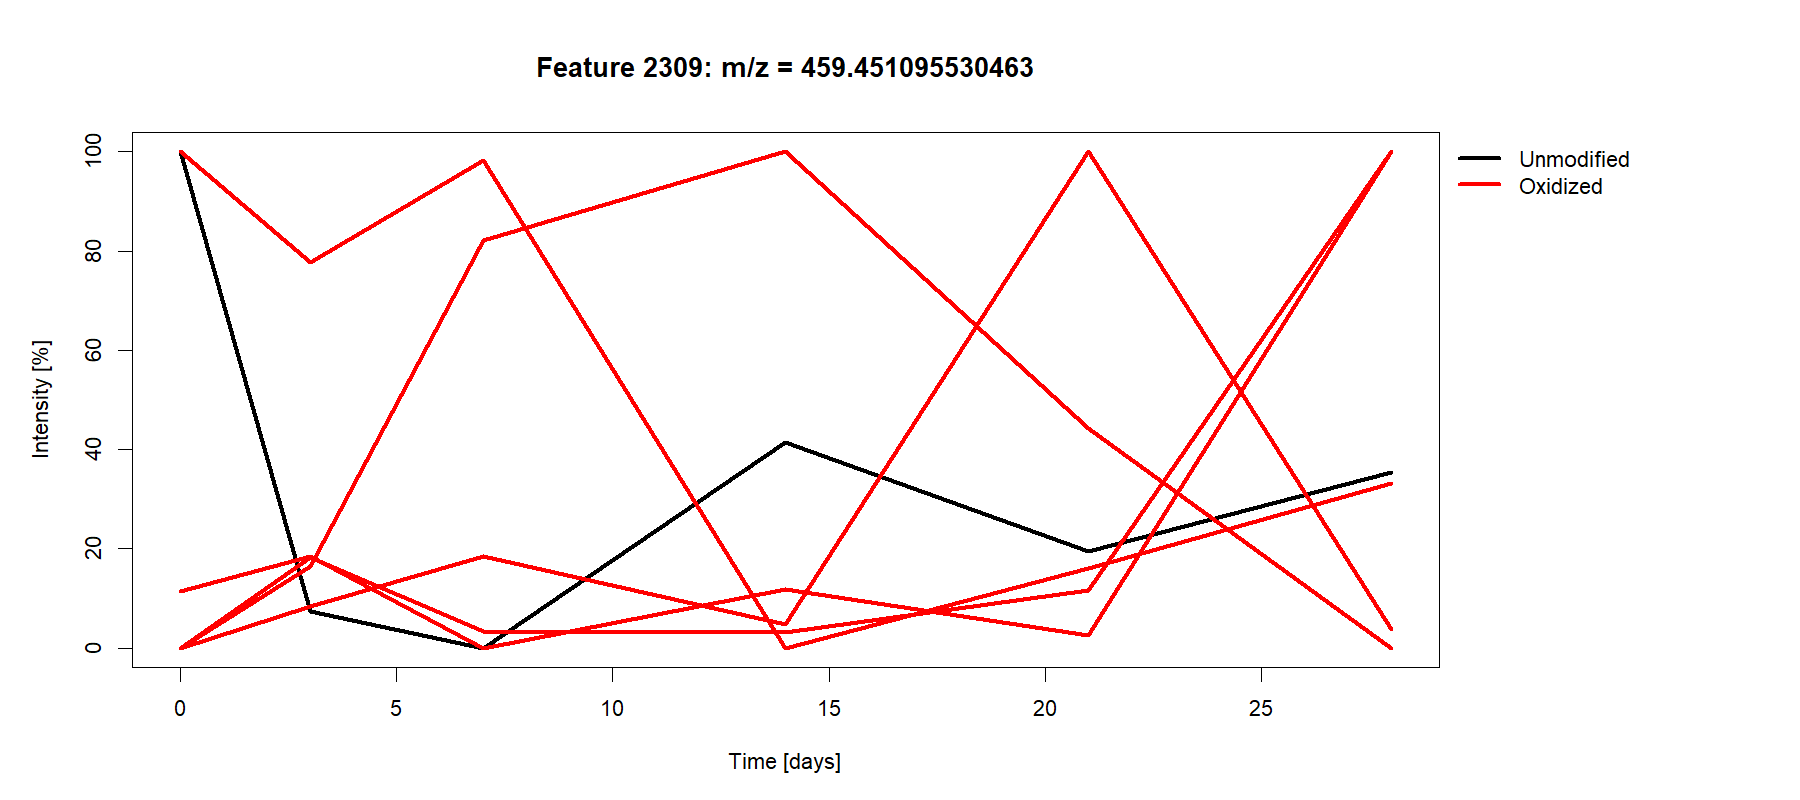 Feature 2309: m/z = 459.451095530463
Unmodified
Oxidized
100
80
60
40
20
0
Intensity [%]
0 5 10 15 20 25
Time [days]